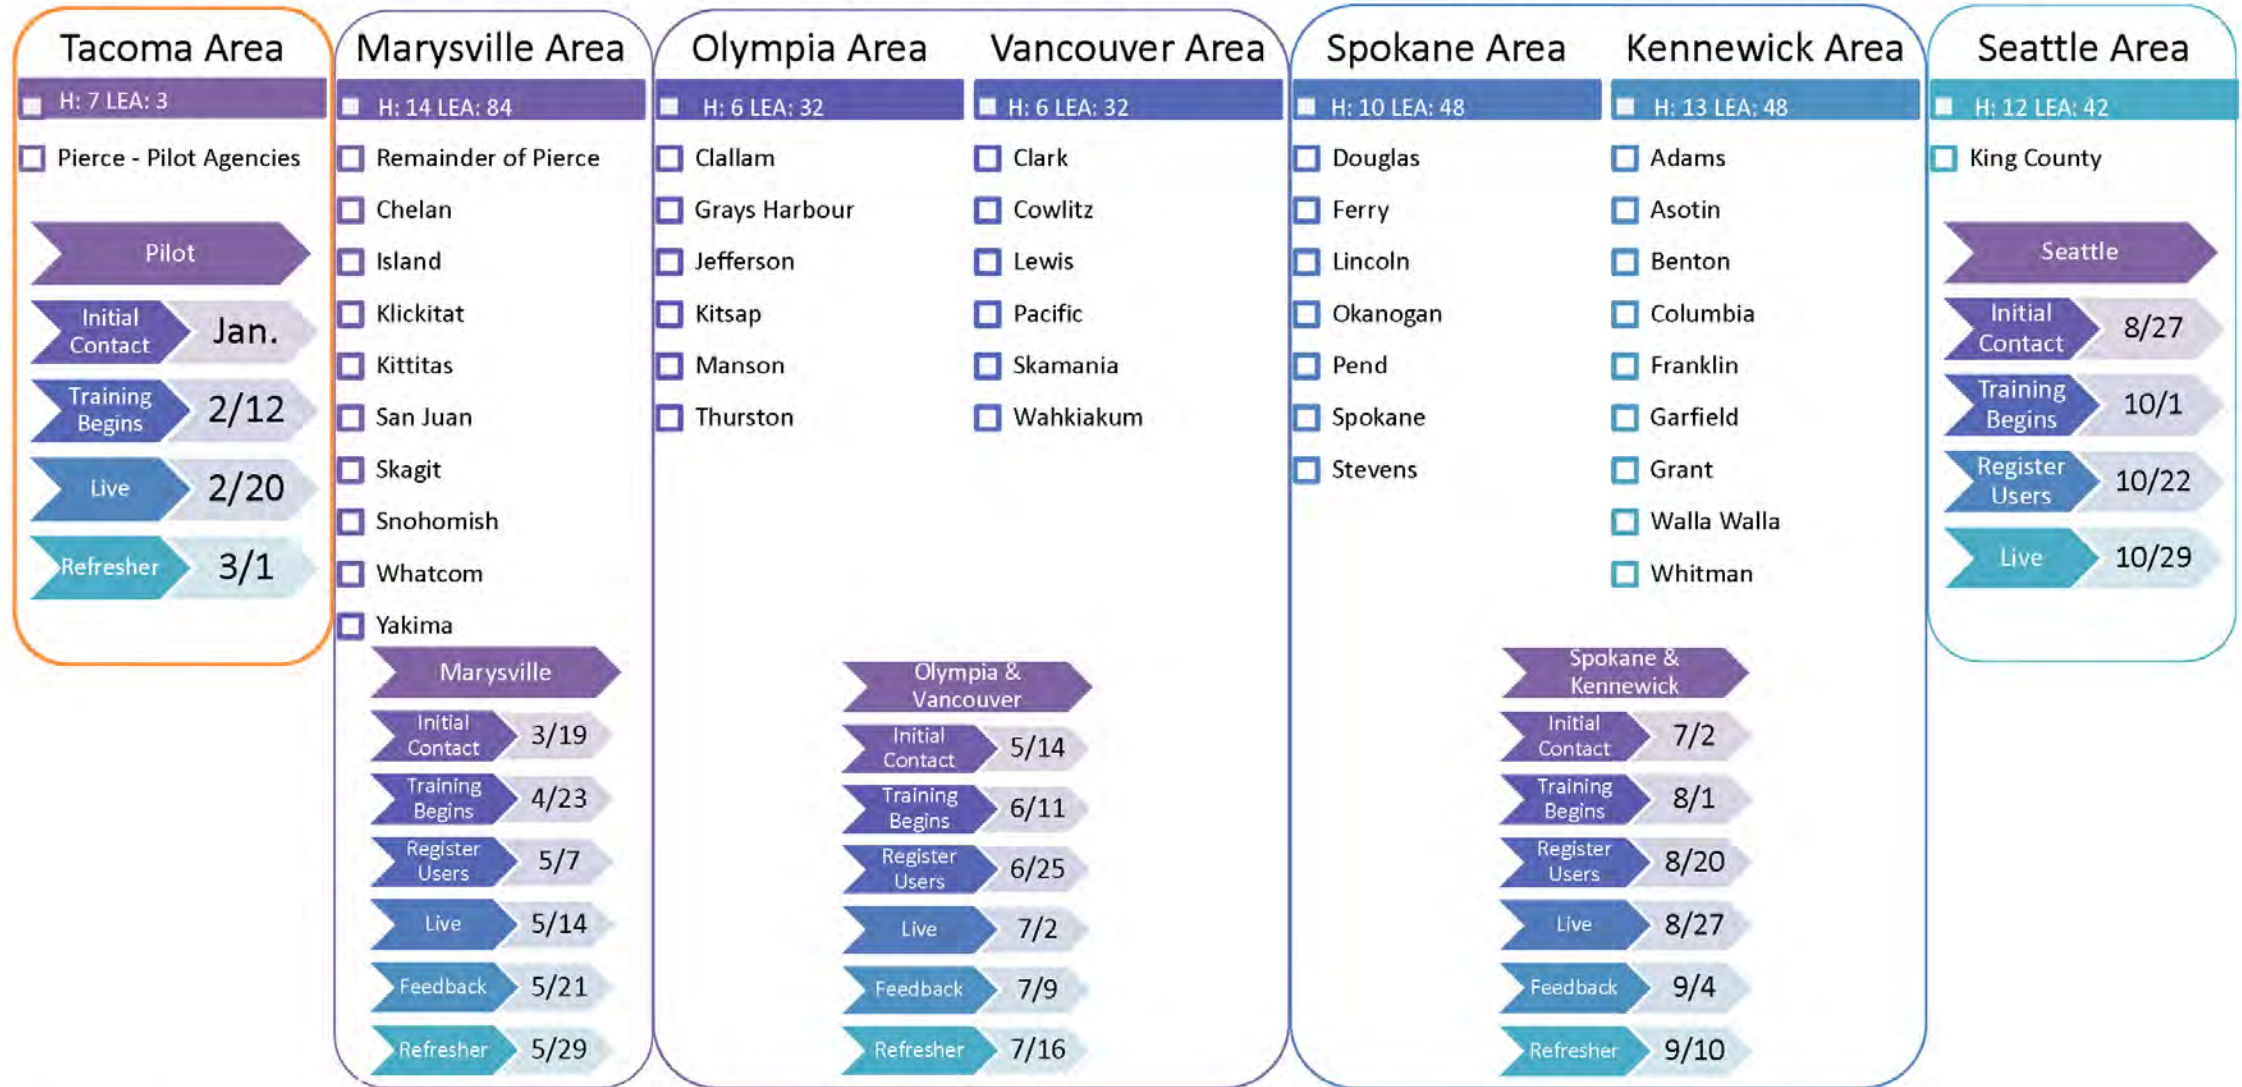 Tacoma Area
H: 7 LEA: 3
Pierce - Pilot Agencies
Pilot
Initial
Contact
Jan.
Training
Begins
2/12
Live
2/20
Refresher
3/1
Marysville Area
H: 14 LEA: 84
Remainder of Pierce
Chelan
Island
Klickitat
Kittitas
San Juan
Skagit
Snohomish
Whatcom
Yakima
Marysville
Initial
Contact
3/19
Training
Begins
4/23
Register
Users
5/7
Live
5/14
Feedback
5/21
Refresher
5/29
Olympia Area
H: 6 LEA: 32
Clallam
Grays Harbour
Jefferson
Kitsap
Manson
Thurston
Vancouver Area
H: 6 LEA: 32
Clark
Cowlitz
Lewis
Pacific
Skamania
Wahkiakum
Olympia &
Vancouver
Initial
Contact
5/14
Training
Begins
6/11
Register
Users
6/25
Live
7/2
Feedback
7/9
Refresher
7/16
Spokane Area
H: 10 LEA: 48
Douglas
Ferry
Lincoln
Okanogan
Pend
Spokane
Stevens
Kennewick Area
H: 13 LEA: 48
Adams
Asotin
Benton
Columbia
Franklin
Garfield
Grant
Walla Walla
Whitman
Spokane &
Kennewick
Initial
Contact
7/2
Training
Begins
8/1
Register
Users
8/20
Live
8/27
Feedback
9/4
Refresher
9/10
Seattle Area
H: 12 LEA: 42
King County
Seattle
Initial
Contact
8/27
Training
Begins
10/1
Register
Users
10/22
Live
10/29